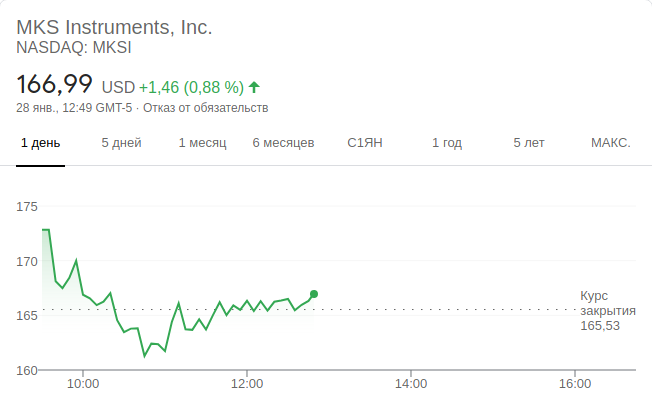 MKS Instruments, Inc.
NASDAQ: MKSI
166,99 USD +1,46 (0,88 %)
28 янв., 12:49 GMT-5 · Отказ от обязательств
1 день 5 дней 1 месяц 6 месяцев С1ЯН 1 год 5 лет МАКС.
175
170
165
160
Курс
закрытия
165,53
10:00 12:00 14:00 16:00